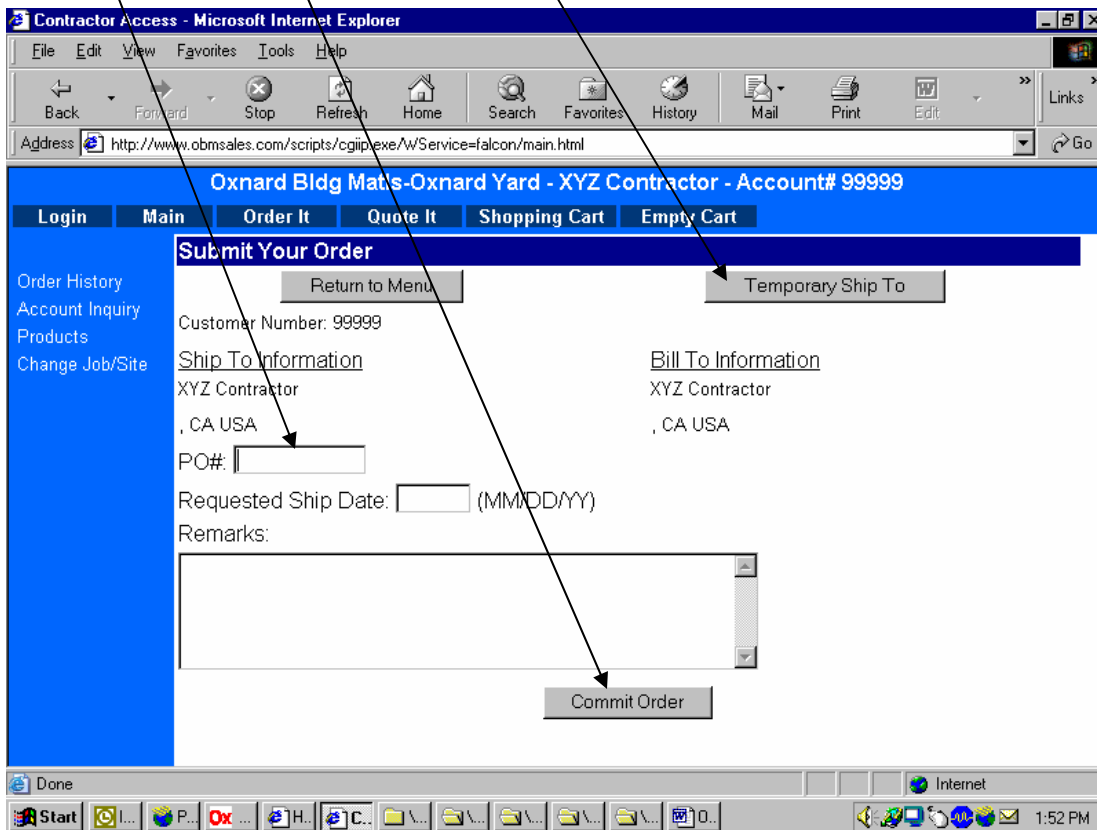 Contractor Access - Microsoft Internet Explorer
File Edit View Favorites Tools Help
Back Forward Stop Refresh Home Search Favorites History Mail Print Edit » Links »
Address http://www.obmsales.com/scripts/cgiip.exe/WService=falcon/main.html Go
Oxnard Bldg Mat'ls-Oxnard Yard - XYZ Contractor - Account# 99999
Login Main Order It Quote It Shopping Cart Empty Cart
Submit Your Order
Order History
Account Inquiry
Products
Change Job/Site
Return to Menu Temporary Ship To
Customer Number: 99999
Ship To Information Bill To Information
XYZ Contractor XYZ Contractor
, CA USA , CA USA
PO#:
Requested Ship Date: (MM/DD/YY)
Remarks:
Commit Order
Done Internet
Start I... P... Ox ... H... C... \... \... \... \... \... O... 1:52 PM